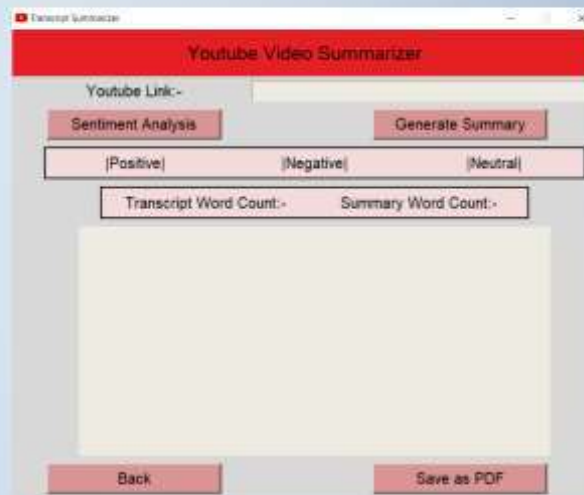 Transcript Summarizer
Youtube Video Summarizer
Youtube Link:-
Sentiment Analysis Generate Summary
|Positive| |Negative| |Neutral|
Transcript Word Count:- Summary Word Count:-
Back Save as PDF